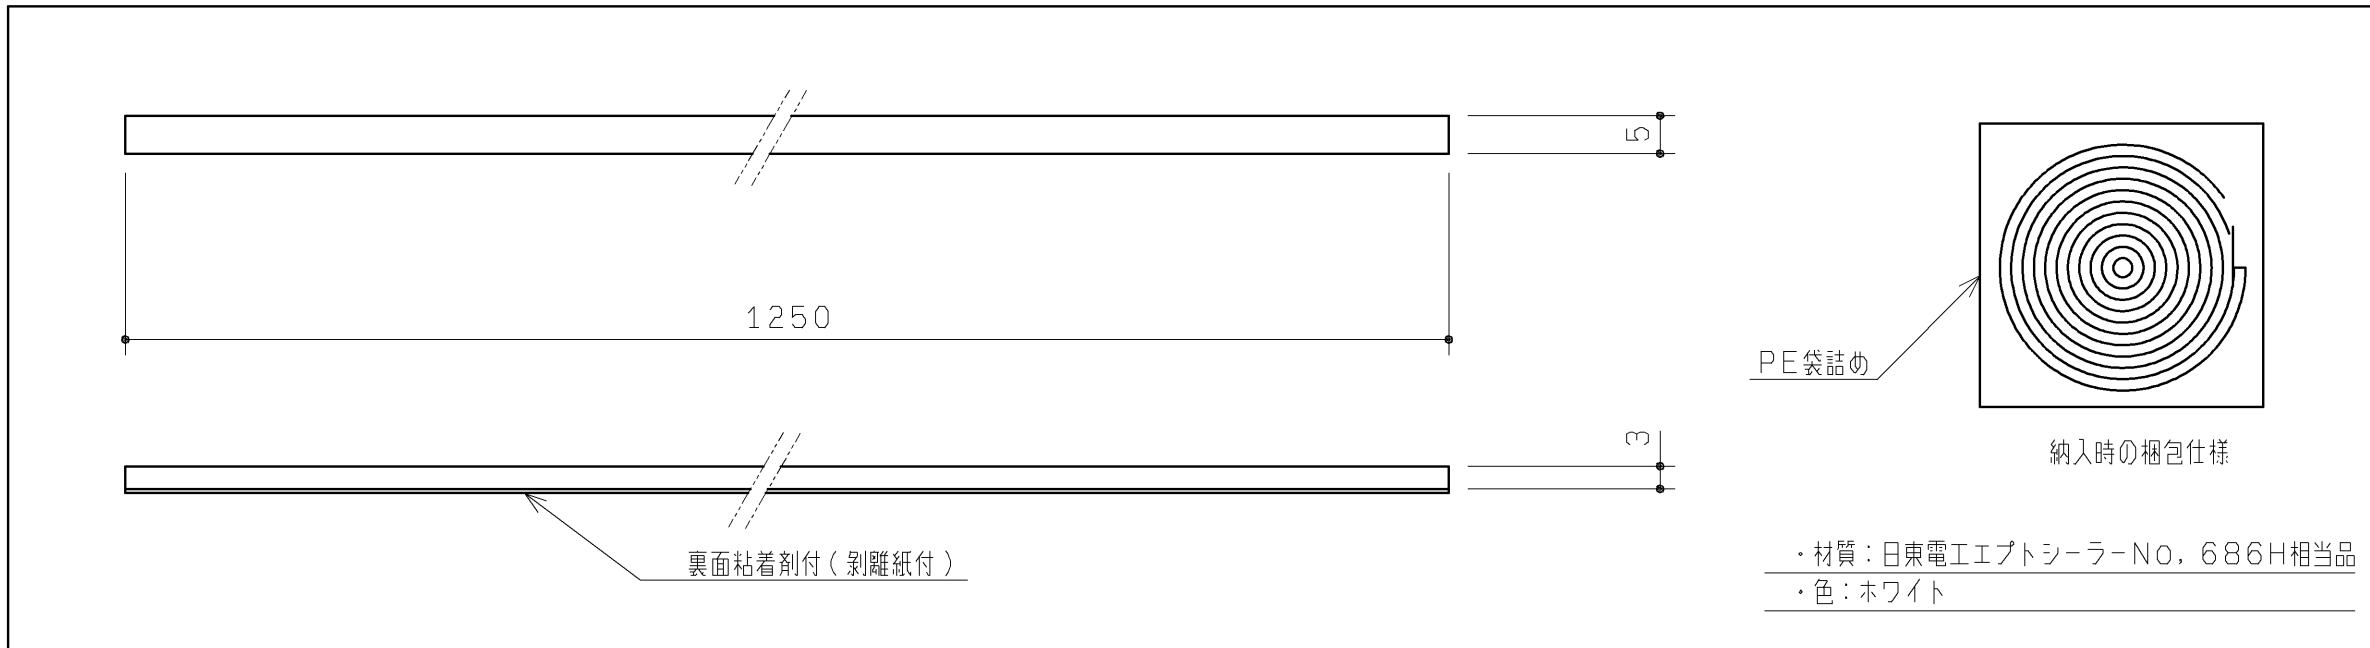 5
1250
PE袋詰め
3
納入時の梱包仕様
裏面粘着剤付(剥離紙付)
・材質:日東電工エプトシーラーNO,686H相当品
・色:ホワイト